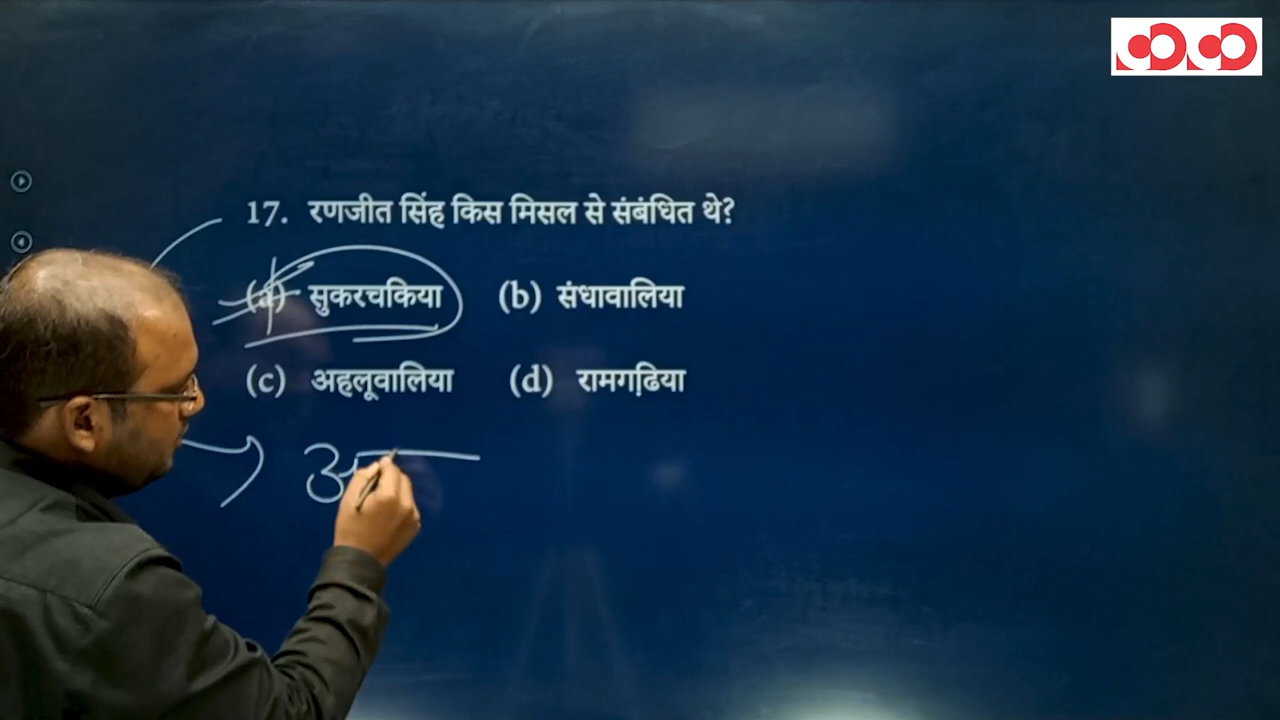 17. रणजीत सिंह किस मिसल से संबंधित थे?
(a) सुकरचकिया (b) संधावालिया
(c) अहलूवालिया (d) रामगढि़या